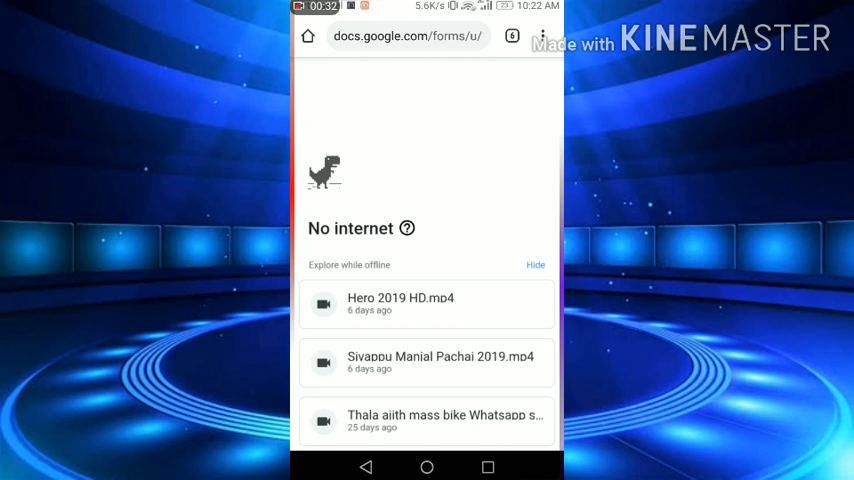 00:32 5.6K/s 23 10:22 AM
docs.google.com/forms/u/ 6
Made with KINEMASTER
No internet ?
Explore while offline Hide
Hero 2019 HD.mp4
6 days ago
Sivappu Manjal Pachai 2019.mp4
6 days ago
Thala ajith mass bike Whatsapp s...
25 days ago